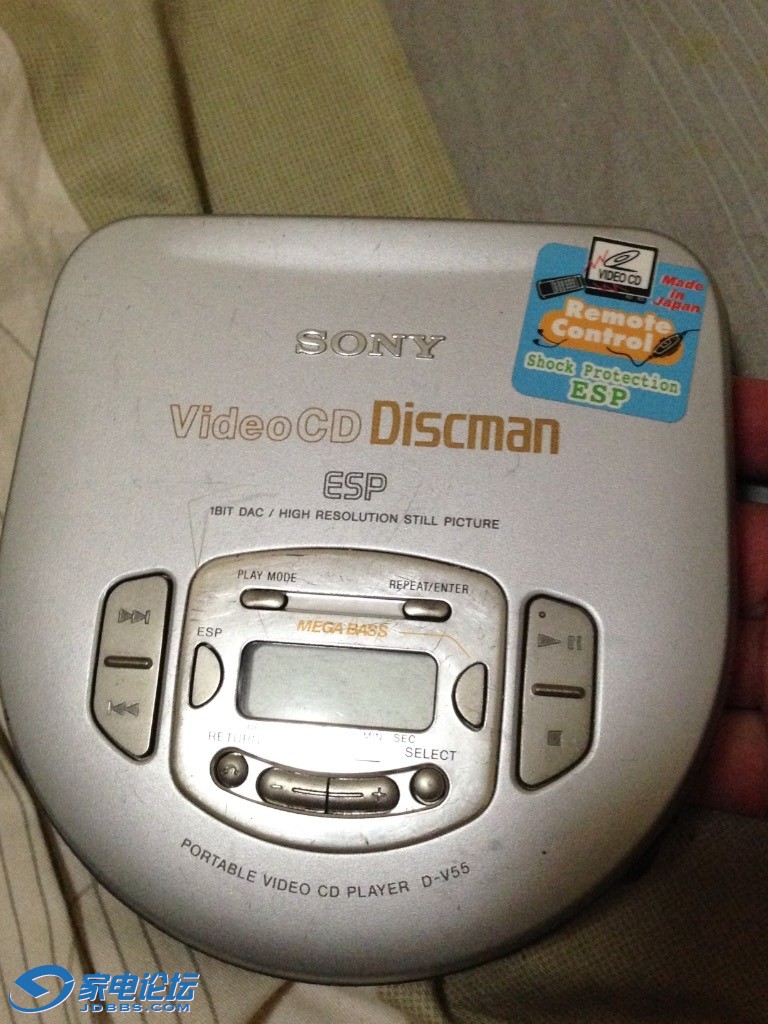 VIDEO CD
Made
in
Japan
Remote
Control
Shock Protection
ESP
SONY
Video CD Discman
ESP
1BIT DAC / HIGH RESOLUTION STILL PICTURE
PLAY MODE
REPEAT/ENTER
MEGA BASS
ESP
MIN SEC
RETURN
SELECT
- +
PORTABLE VIDEO CD PLAYER D-V55
家电论坛
JDBBS.COM